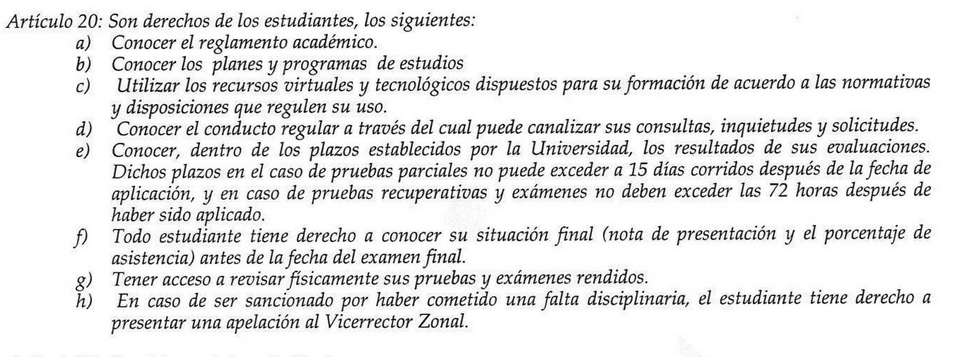 Artículo 20: Son derechos de los estudiantes, los siguientes:
a) Conocer el reglamento académico.
b) Conocer los planes y programas de estudios
c) Utilizar los recursos virtuales y tecnológicos dispuestos para su formación de acuerdo a las normativas
y disposiciones que regulen su uso.
d) Conocer el conducto regular a través del cual puede canalizar sus consultas, inquietudes y solicitudes.
e) Conocer, dentro de los plazos establecidos por la Universidad, los resultados de sus evaluaciones.
Dichos plazos en el caso de pruebas parciales no puede exceder a 15 días corridos después de la fecha de
aplicación, y en caso de pruebas recuperativas y exámenes no deben exceder las 72 horas después de
haber sido aplicado.
f) Todo estudiante tiene derecho a conocer su situación final (nota de presentación y el porcentaje de
asistencia) antes de la fecha del examen final.
g) Tener acceso a revisar físicamente sus pruebas y exámenes rendidos.
h) En caso de ser sancionado por haber cometido una falta disciplinaria, el estudiante tiene derecho a
presentar una apelación al Vicerrector Zonal.